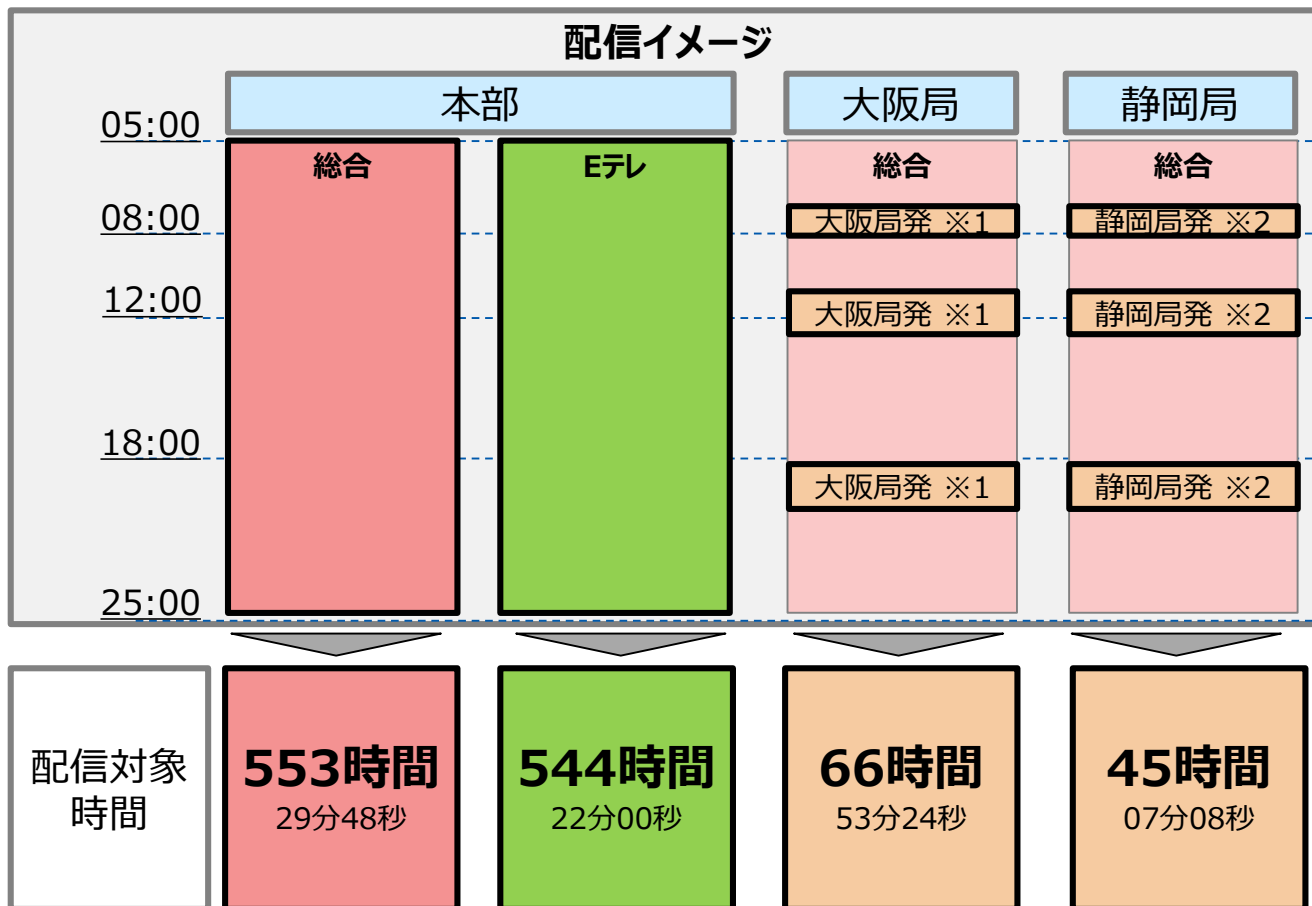 配信イメージ
本部
大阪局
静岡局
05:00
総合
Eテレ
総合
総合
08:00
大阪局発 ※1
静岡局発 ※2
12:00
大阪局発 ※1
静岡局発 ※2
18:00
大阪局発 ※1
静岡局発 ※2
25:00
配信対象
時間
553時間
29分48秒
544時間
22分00秒
66時間
53分24秒
45時間
07分08秒